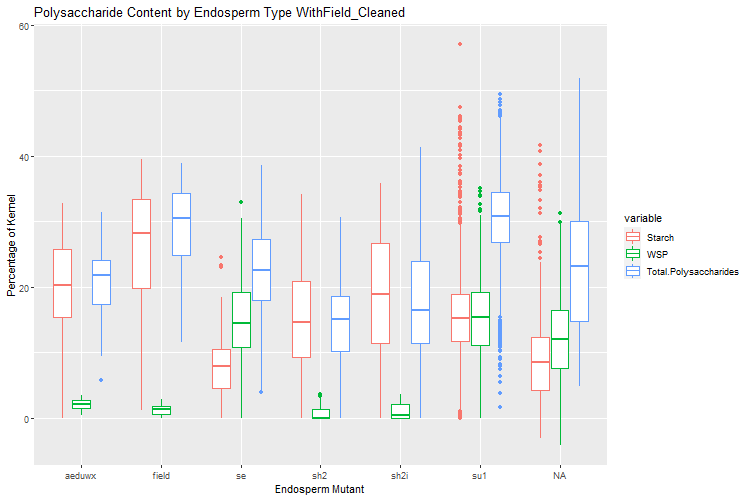 Polysaccharide Content by Endosperm Type WithField_Cleaned
Percentage of Kernel
60
40
20
0
aeduwx
field
se
sh2
sh2i
su1
NA
Endosperm Mutant
variable
Starch
WSP
Total.Polysaccharides